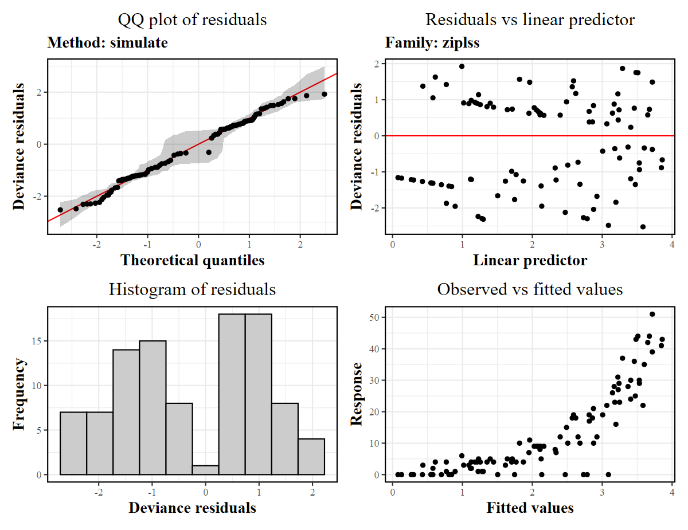 QQ plot of residuals
Method: simulate
Deviance residuals
2
0
-2
-2
-1
0
1
2
Theoretical quantiles
Residuals vs linear predictor
Family: ziplss
Deviance residuals
2
1
0
-1
-2
0
1
2
3
4
Linear predictor
Histogram of residuals
Frequency
15
10
5
0
-2
-1
0
1
2
Deviance residuals
Observed vs fitted values
Response
50
40
30
20
10
0
0
1
2
3
4
Fitted values